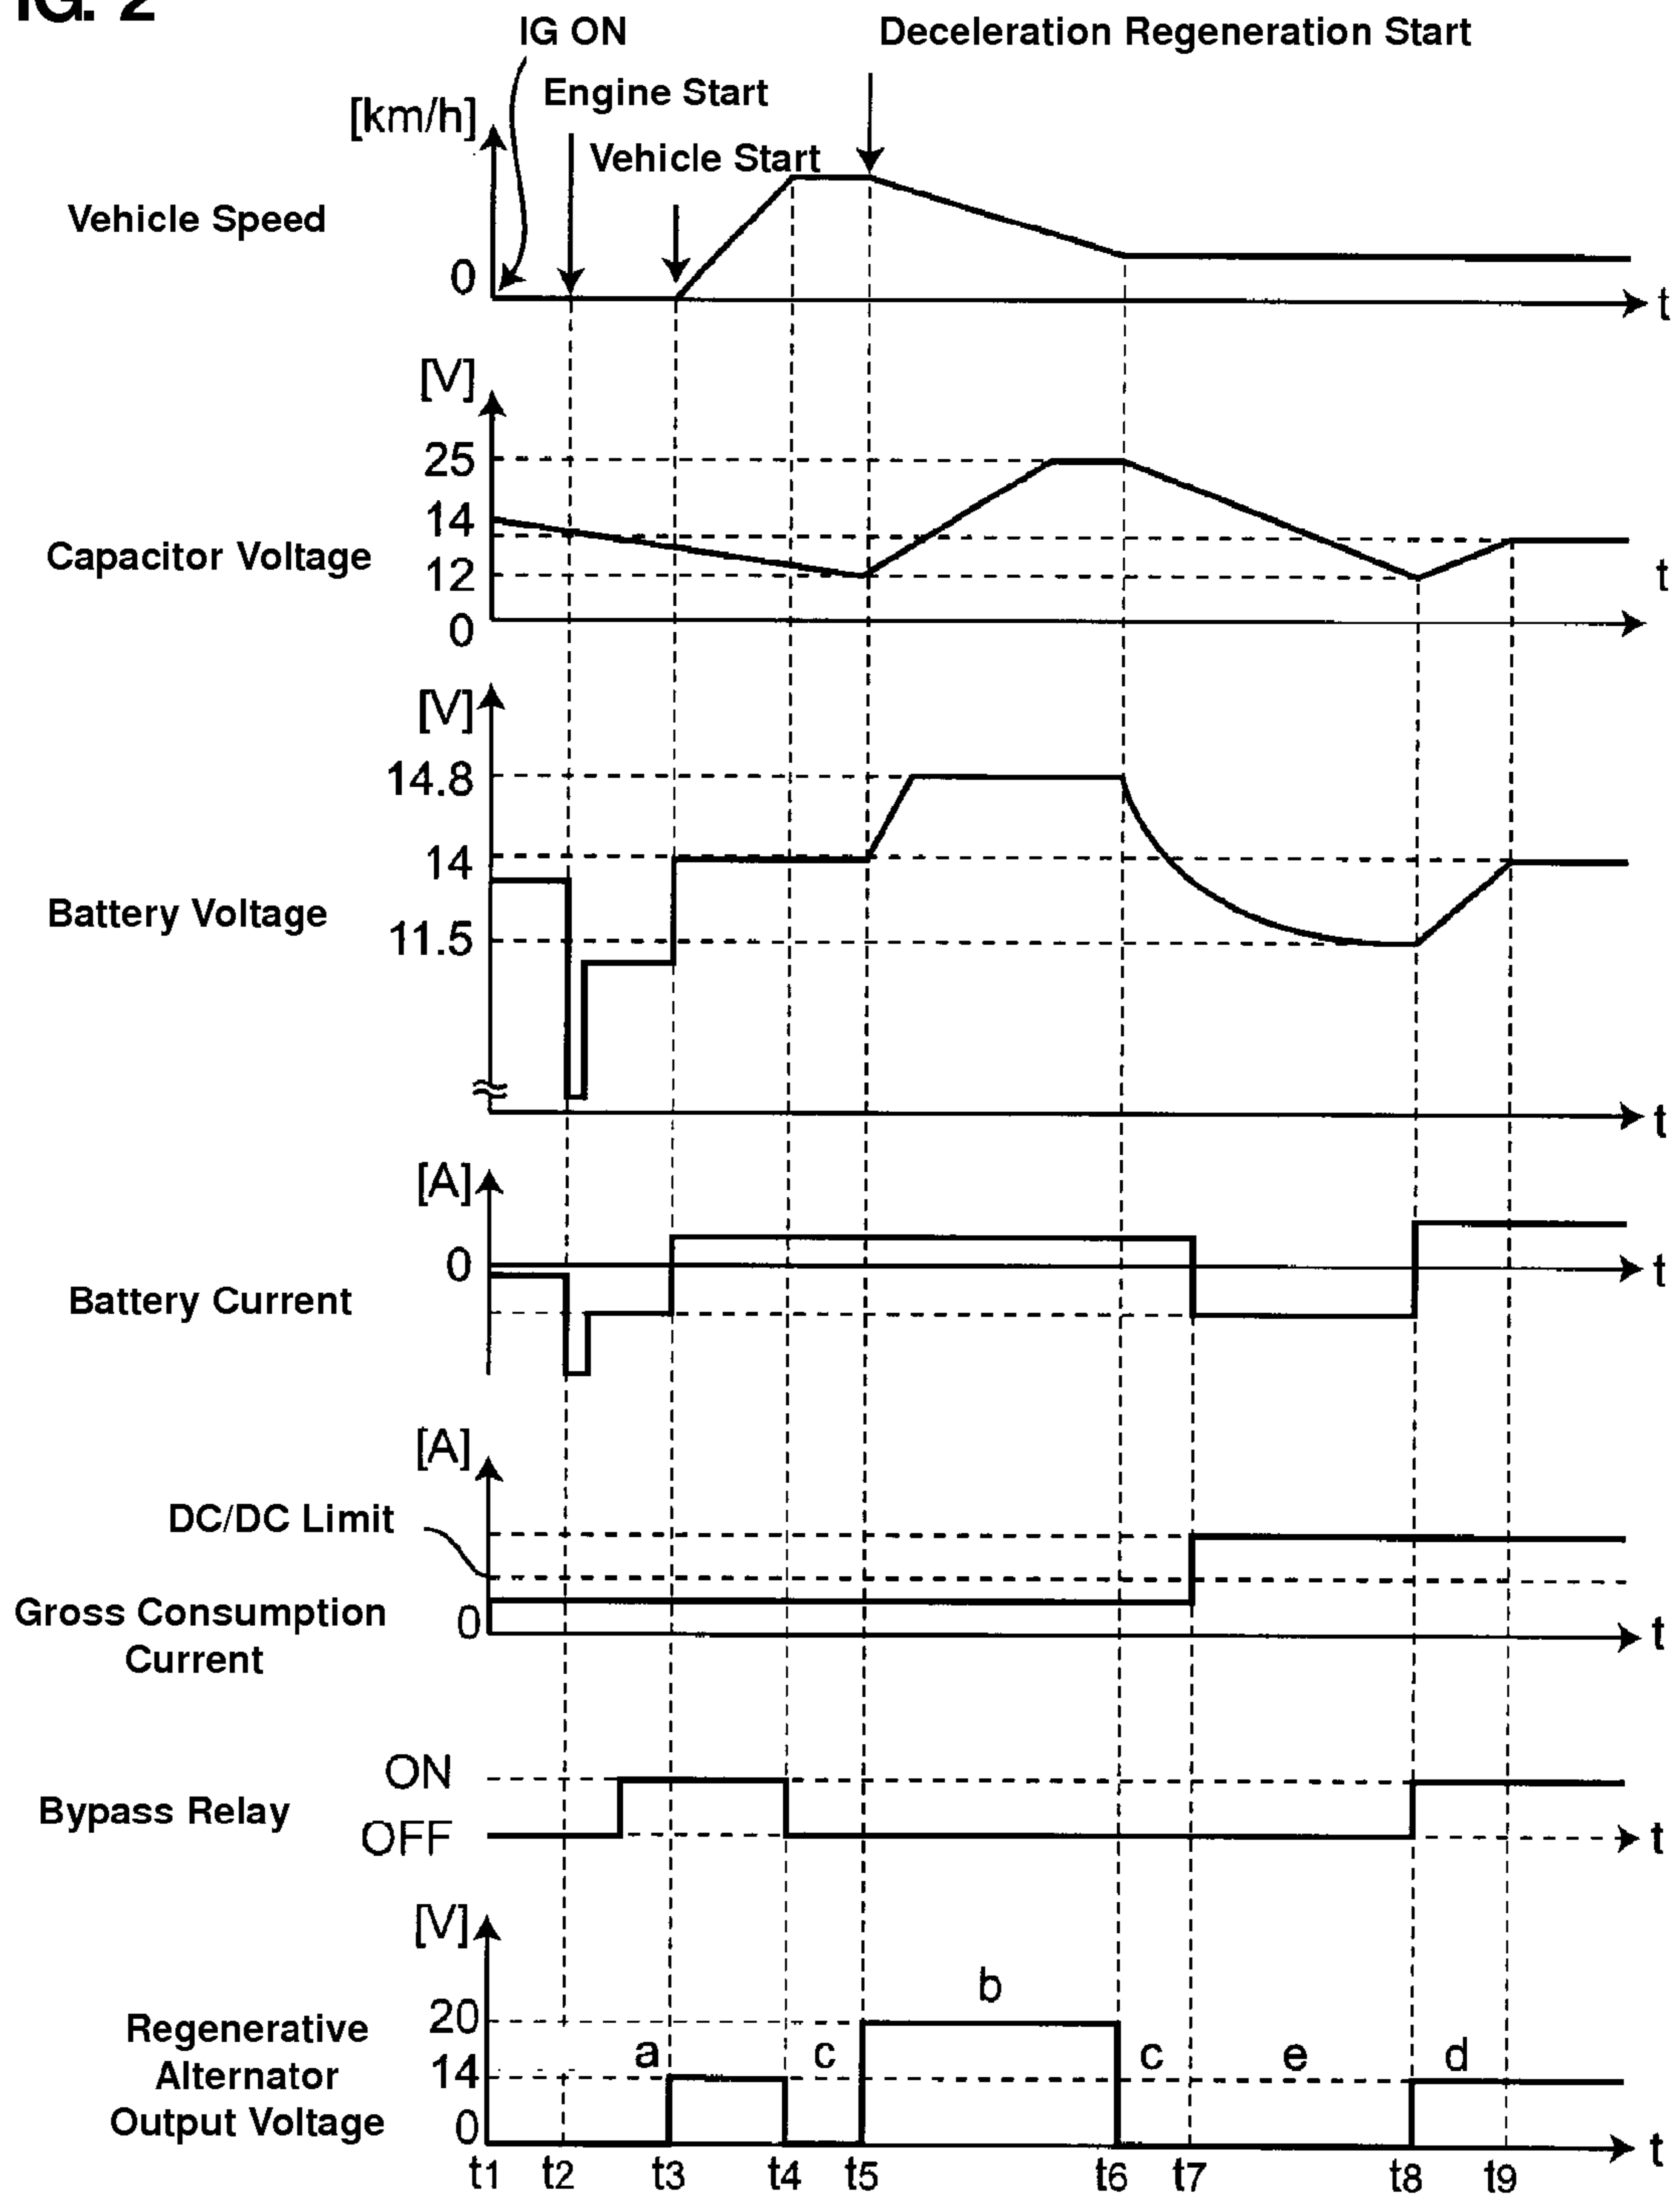 IG. 2
IG ON
Deceleration Regeneration Start
Engine Start
[km/h]
Vehicle Start
Vehicle Speed
0
t
[V]
25
14
Capacitor Voltage
12
t
0
[V]
14.8
14
Battery Voltage
11.5
t
[A]
0
t
Battery Current
[A]
DC/DC Limit
Gross Consumption
Current
0
t
ON
Bypass Relay
OFF
t
[V]
b
20
Regenerative
Alternator
Output Voltage
a
c
c
e
d
14
0
t
t1 t2 t3 t4 t5 t6 t7 t8 t9